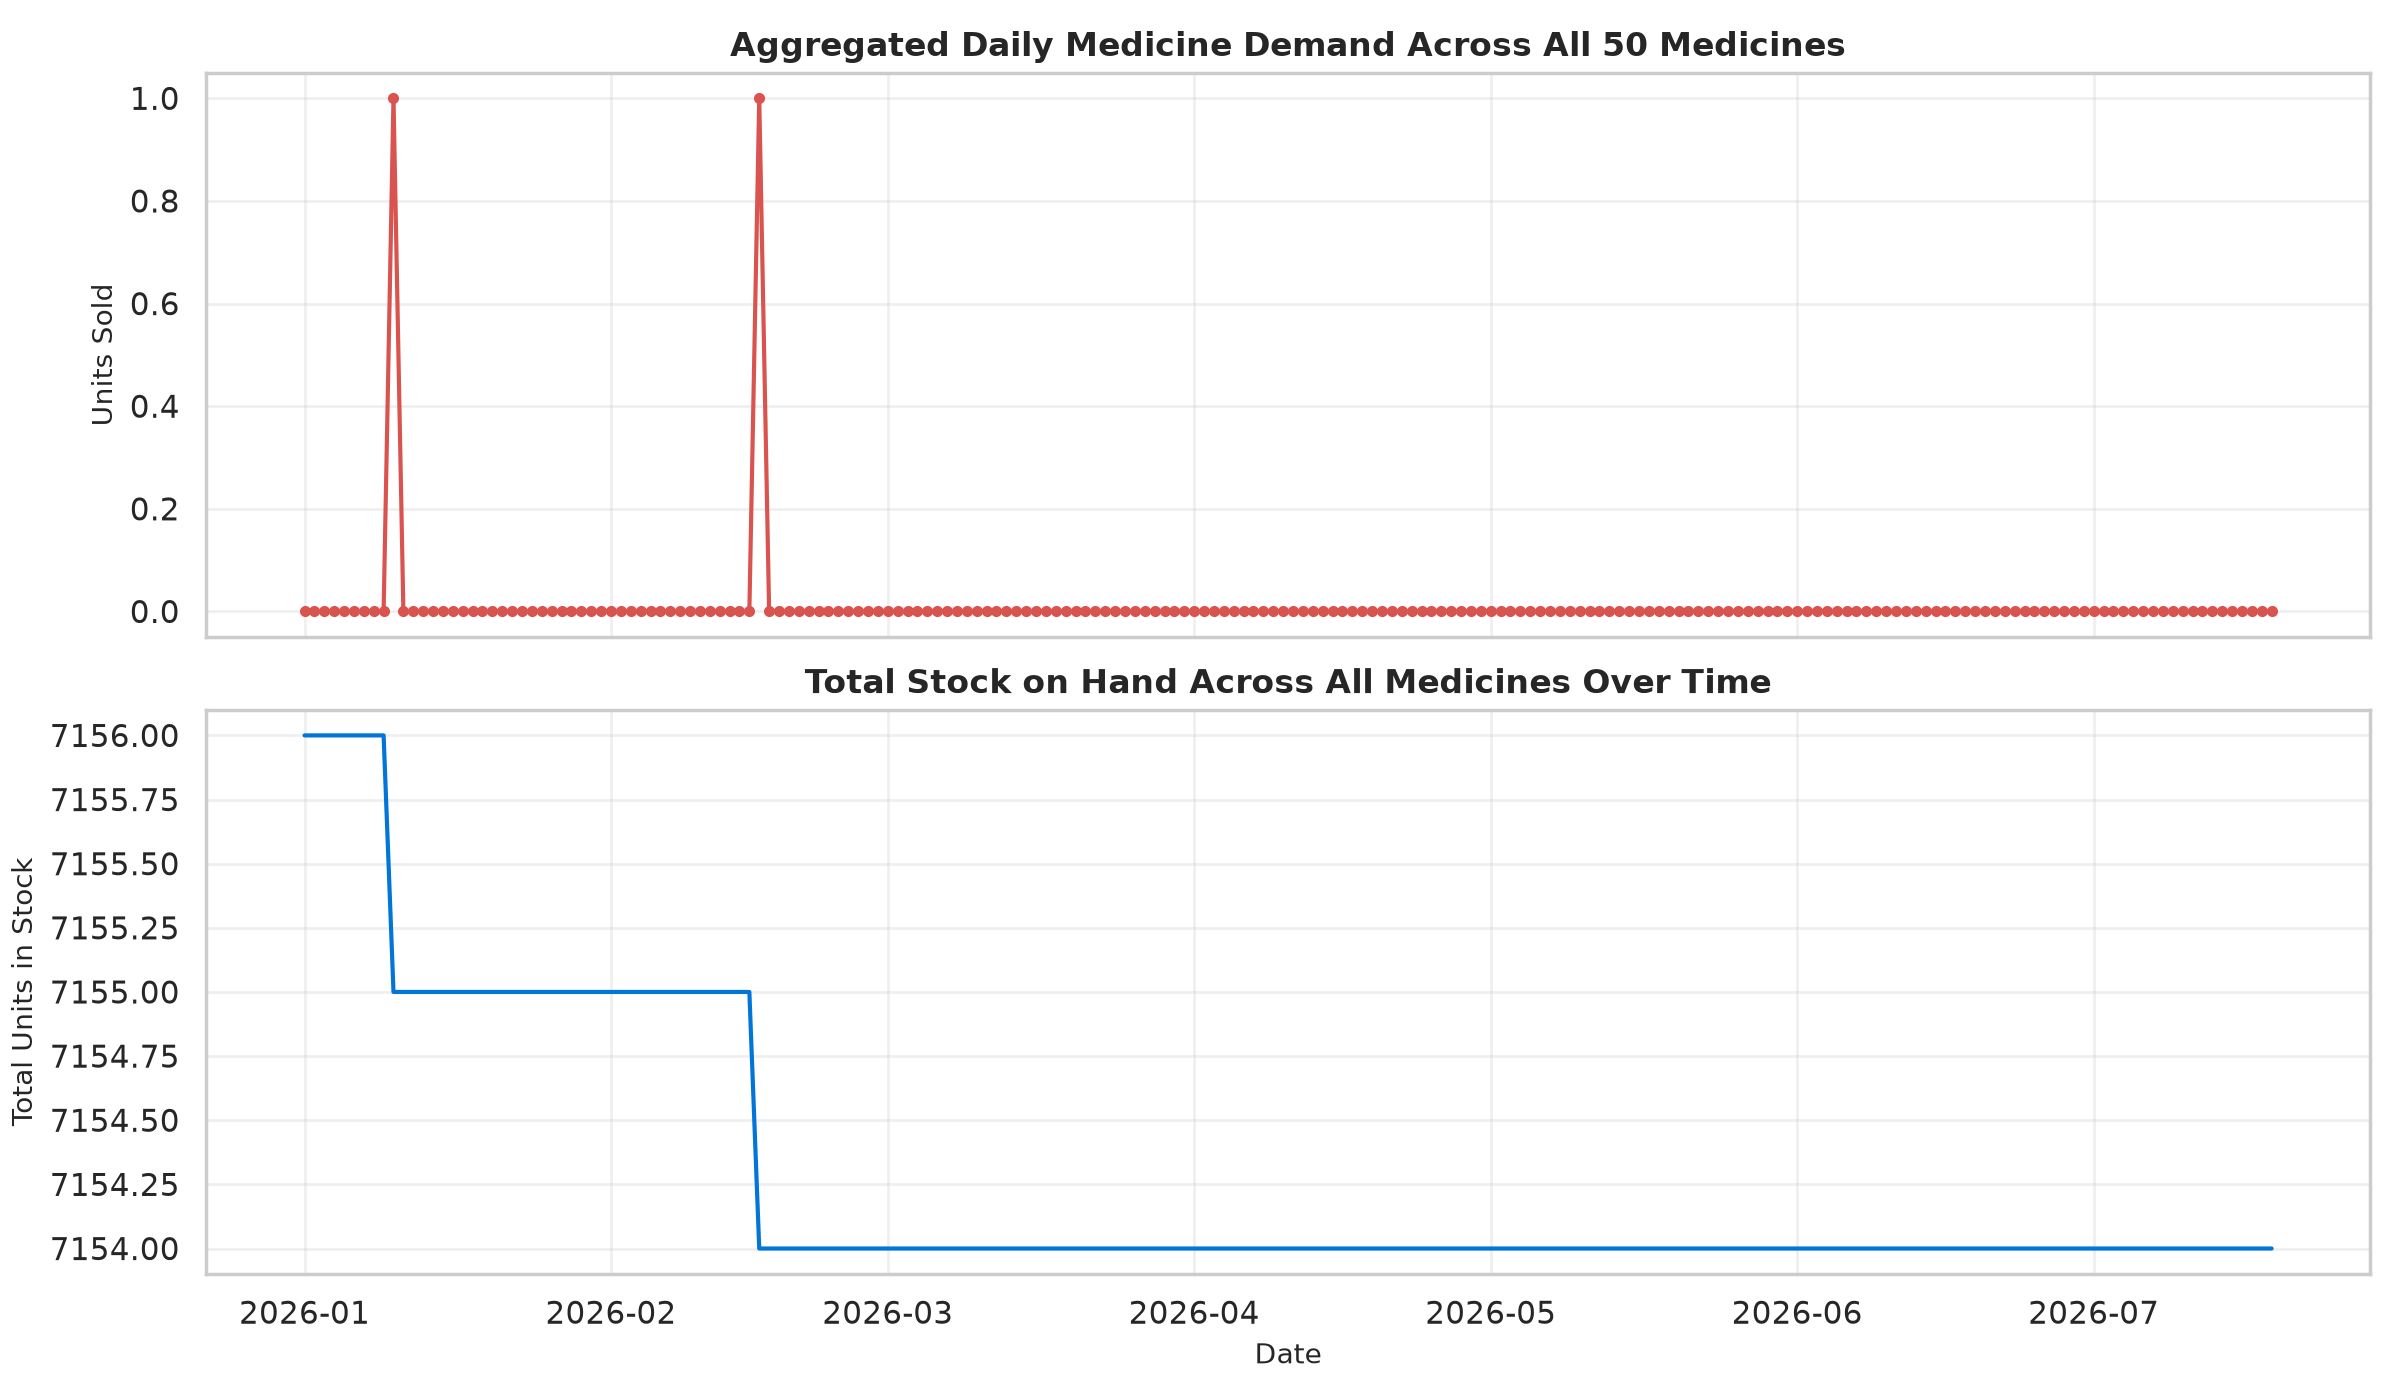 Aggregated Daily Medicine Demand Across All 50 Medicines
1.0
0.8
0.6
0.4
0.2
0.0
Units Sold
Total Stock on Hand Across All Medicines Over Time
7156.00
7155.75
7155.50
7155.25
7155.00
7154.75
7154.50
7154.25
7154.00
Total Units in Stock
2026-01 2026-02 2026-03 2026-04 2026-05 2026-06 2026-07
Date